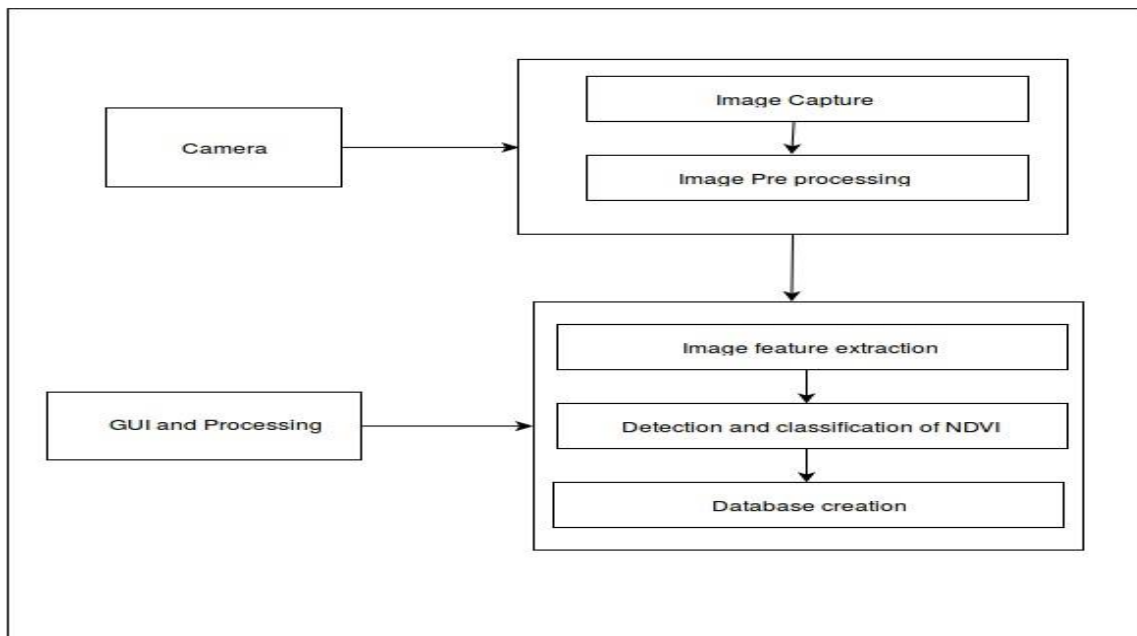 Image Capture
Camera
Image Pre processing
Image feature extraction
GUI and Processing
Detection and classification of NDVI
Database creation